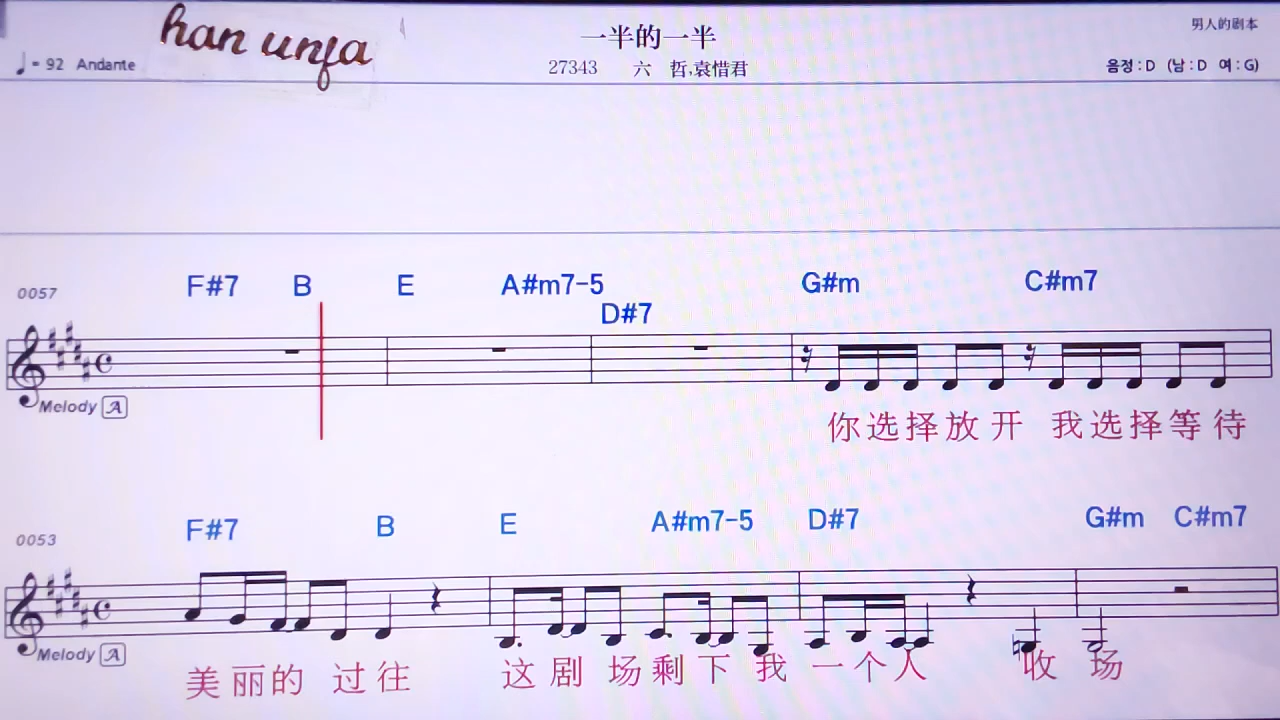 han unfa
一半的一半
男人的剧本
♩= 92 Andante
27343 六 哲,袁惜君
음정 : D (남 : D 여 : G)
0057
F#7 B E A#m7-5 D#7 G#m C#m7
Melody A
你选择放开 我选择等待
0053
F#7 B E A#m7-5 D#7 G#m C#m7
Melody A
美丽的 过往 这剧 场剩下我 一个人 收 场